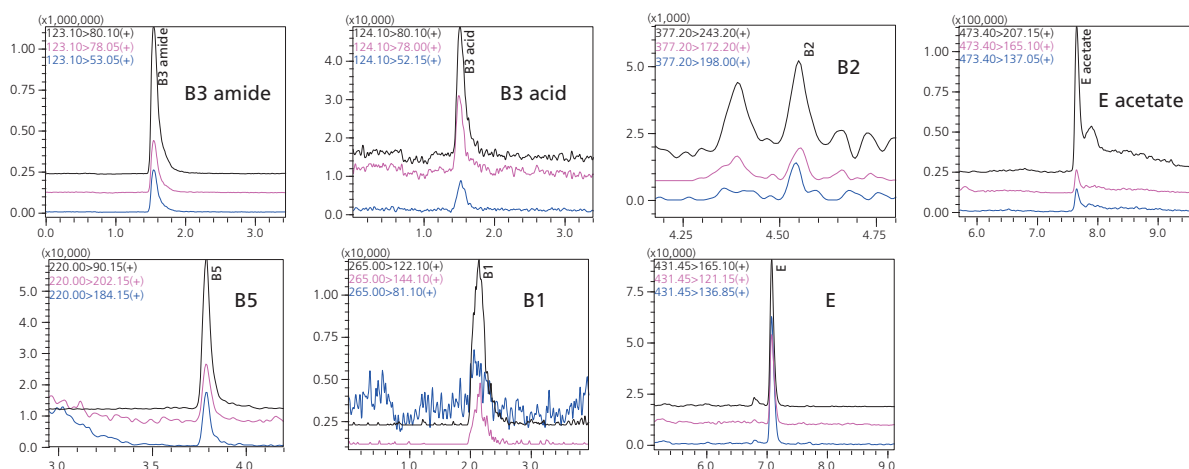 (x1,000,000)
123.10>80.10(+)
123.10>78.05(+)
123.10>53.05(+)
B3 amide
B3 amide
1.00
0.75
0.50
0.25
0.00
0.0 1.0 2.0 3.0
(x10,000)
124.10>80.10(+)
124.10>78.00(+)
124.10>52.15(+)
B3 acid
B3 acid
4.0
3.0
2.0
1.0
0.0
1.0 2.0 3.0
(x1,000)
377.20>243.20(+)
377.20>172.20(+)
377.20>198.00(+)
B2
B2
5.0
2.5
0.0
4.25 4.50 4.75
(x100,000)
473.40>207.15(+)
473.40>165.10(+)
473.40>137.05(+)
E acetate
E acetate
1.00
0.75
0.50
0.25
0.00
6.0 7.0 8.0 9.0
(x10,000)
220.00>90.15(+)
220.00>202.15(+)
220.00>184.15(+)
B5
B5
5.0
4.0
3.0
2.0
1.0
0.0
3.0 3.5 4.0
(x10,000)
265.00>122.10(+)
265.00>144.10(+)
265.00>81.10(+)
B1
B1
1.00
0.75
0.50
0.25
1.0 2.0 3.0
(x10,000)
431.45>165.10(+)
431.45>121.15(+)
431.45>136.85(+)
E
E
7.5
5.0
2.5
0.0
6.0 7.0 8.0 9.0